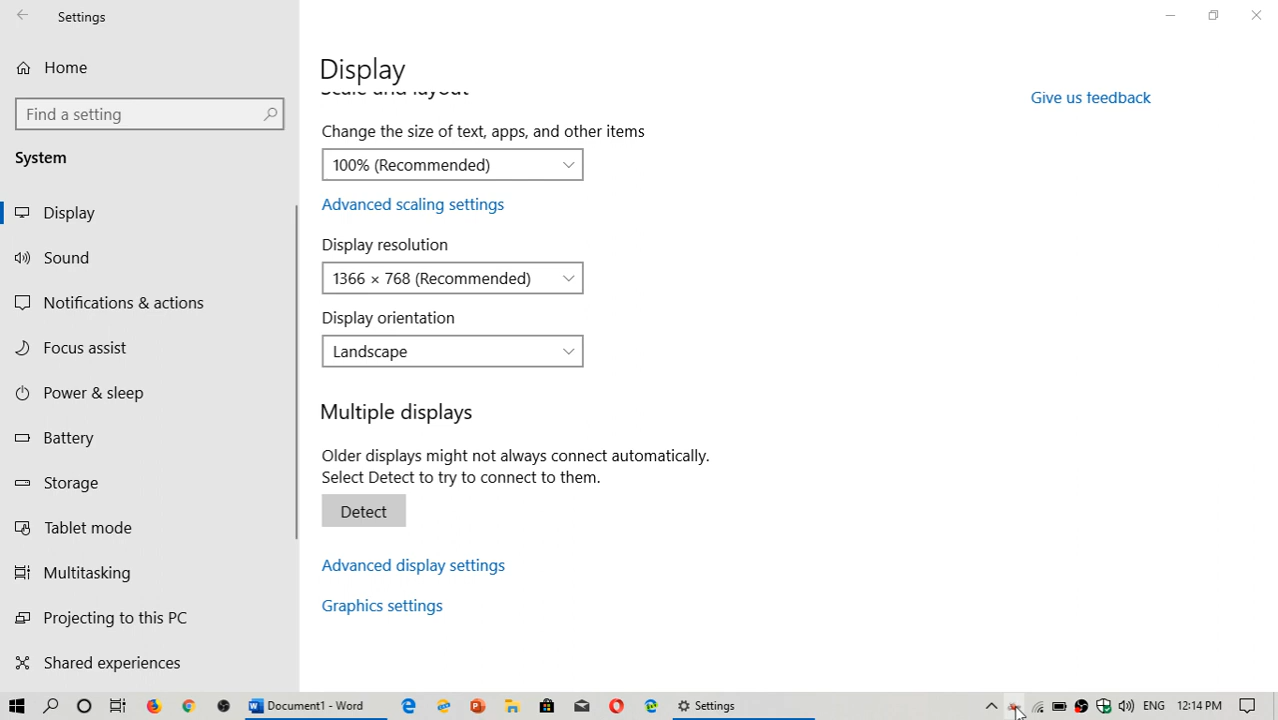 Settings
Home
Find a setting
System
Display
Sound
Notifications & actions
Focus assist
Power & sleep
Battery
Storage
Tablet mode
Multitasking
Projecting to this PC
Shared experiences
Display
Scale and layout
Give us feedback
Change the size of text, apps, and other items
100% (Recommended)
Advanced scaling settings
Display resolution
1366 × 768 (Recommended)
Display orientation
Landscape
Multiple displays
Older displays might not always connect automatically.
Select Detect to try to connect to them.
Detect
Advanced display settings
Graphics settings
Document1 - Word
Settings
ENG
12:14 PM